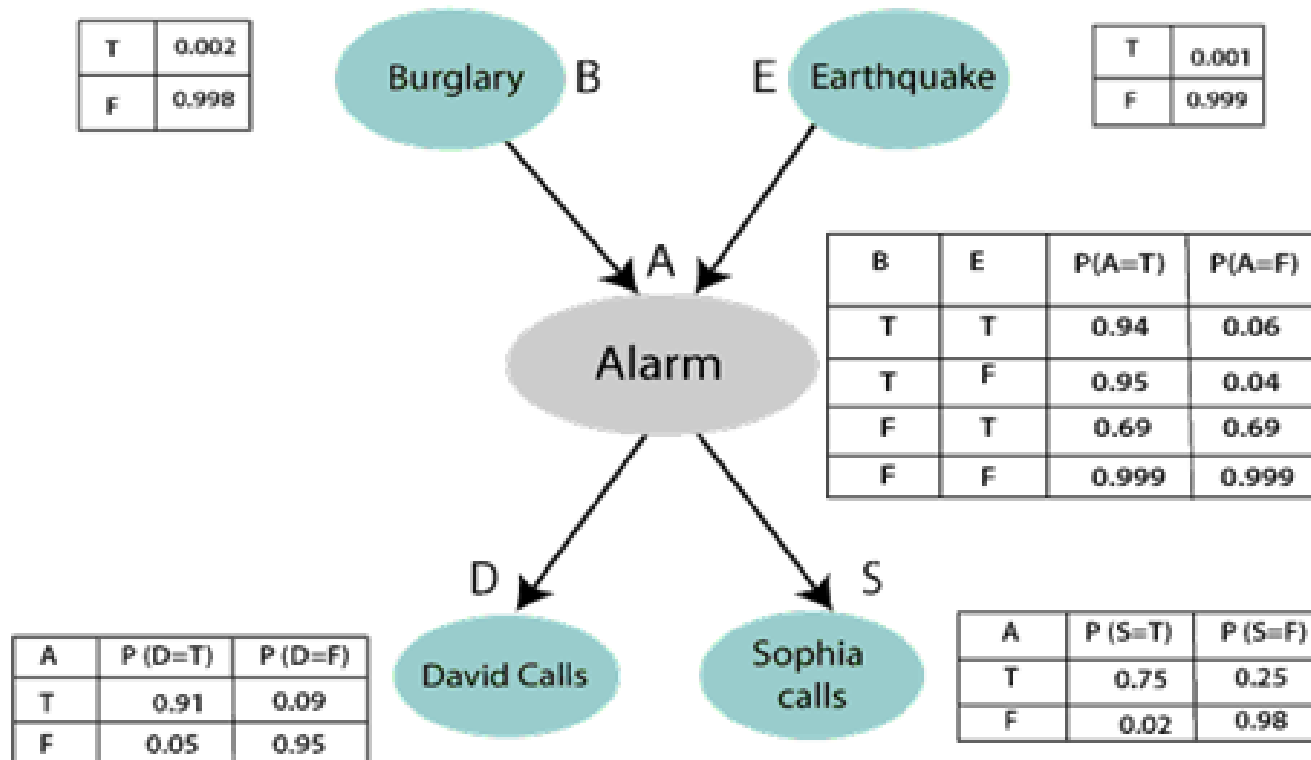 T 0.002
F 0.998
Burglary B
E Earthquake
T 0.001
F 0.999
A
Alarm
B E P(A=T) P(A=F)
T T 0.94 0.06
T F 0.95 0.04
F T 0.69 0.69
F F 0.999 0.999
D
S
A P (D=T) P (D=F)
T 0.91 0.09
F 0.05 0.95
David Calls
Sophia
calls
A P (S=T) P (S=F)
T 0.75 0.25
F 0.02 0.98